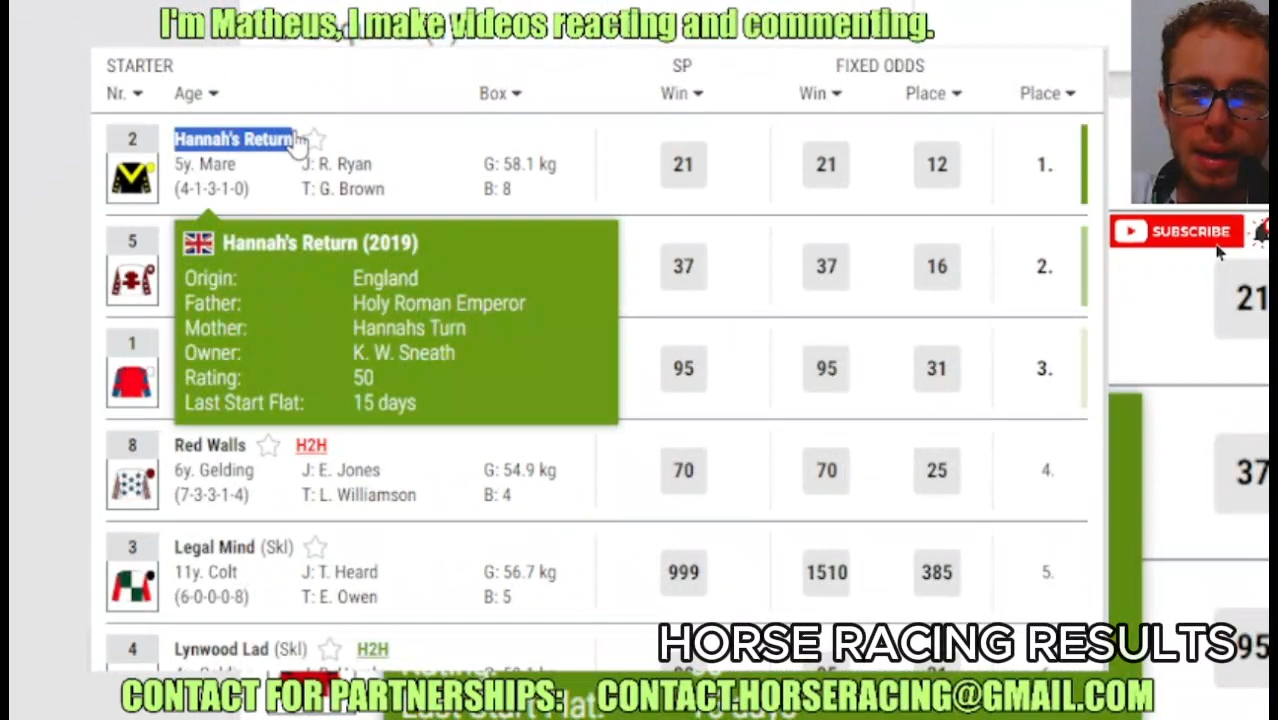 I'm Matheus, I make videos reacting and commenting.
STARTER SP FIXED ODDS
Nr. Age Box Win Win Place Place
2 Hannah's Return
5y. Mare J: R. Ryan G: 58.1 kg 21 21 12 1.
(4-1-3-1-0) T: G. Brown B: 8
SUBSCRIBE
5 Hannah's Return (2019)
37 37 16 2.
Origin: England
Father: Holy Roman Emperor
Mother: Hannahs Turn
Owner: K. W. Sneath
Rating: 50
Last Start Flat: 15 days
1
95 95 31 3.
21
8 Red Walls H2H
6y. Gelding J: E. Jones G: 54.9 kg 70 70 25 4.
(7-3-3-1-4) T: L. Williamson B: 4
37
3 Legal Mind (Skl)
11y. Colt J: T. Heard G: 56.7 kg 999 1510 385 5.
(6-0-0-0-8) T: E. Owen B: 5
4 Lynwood Lad (Skl) H2H
HORSE RACING RESULTS
95
CONTACT FOR PARTNERSHIPS: CONTACT.HORSERACING@GMAIL.COM
Last Start Flat: days